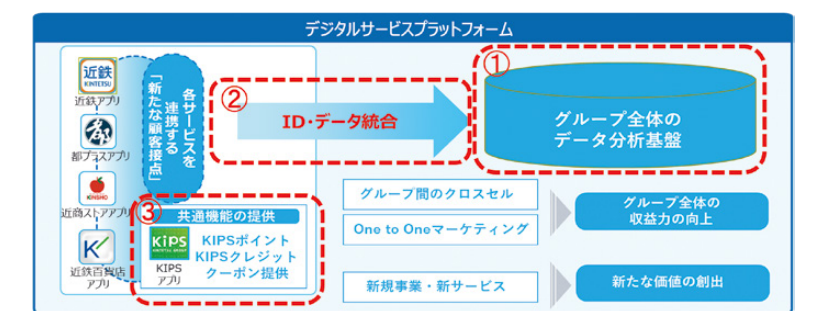 デジタルサービスプラットフォーム
近鉄
KINTETSU
近鉄アプリ
都
都プラスアプリ
KINSHO
近商ストアアプリ
K
近鉄百貨店
アプリ
各サービスを
連携する
「新たな顧客接点」
②
ID・データ統合
①
グループ全体の
データ分析基盤
③
共通機能の提供
KiPS
KIPS
アプリ
KIPSポイント
KIPSクレジット
クーポン提供
グループ間のクロスセル
One to Oneマーケティング
グループ全体の
収益力の向上
新規事業・新サービス
新たな価値の創出